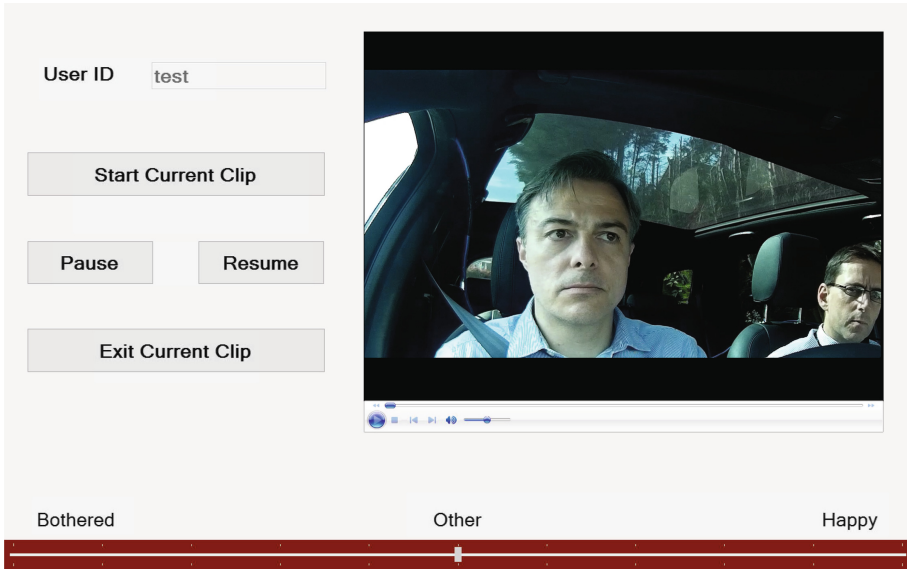 User ID
test
Start Current Clip
Pause
Resume
Exit Current Clip
Bothered
Other
Happy